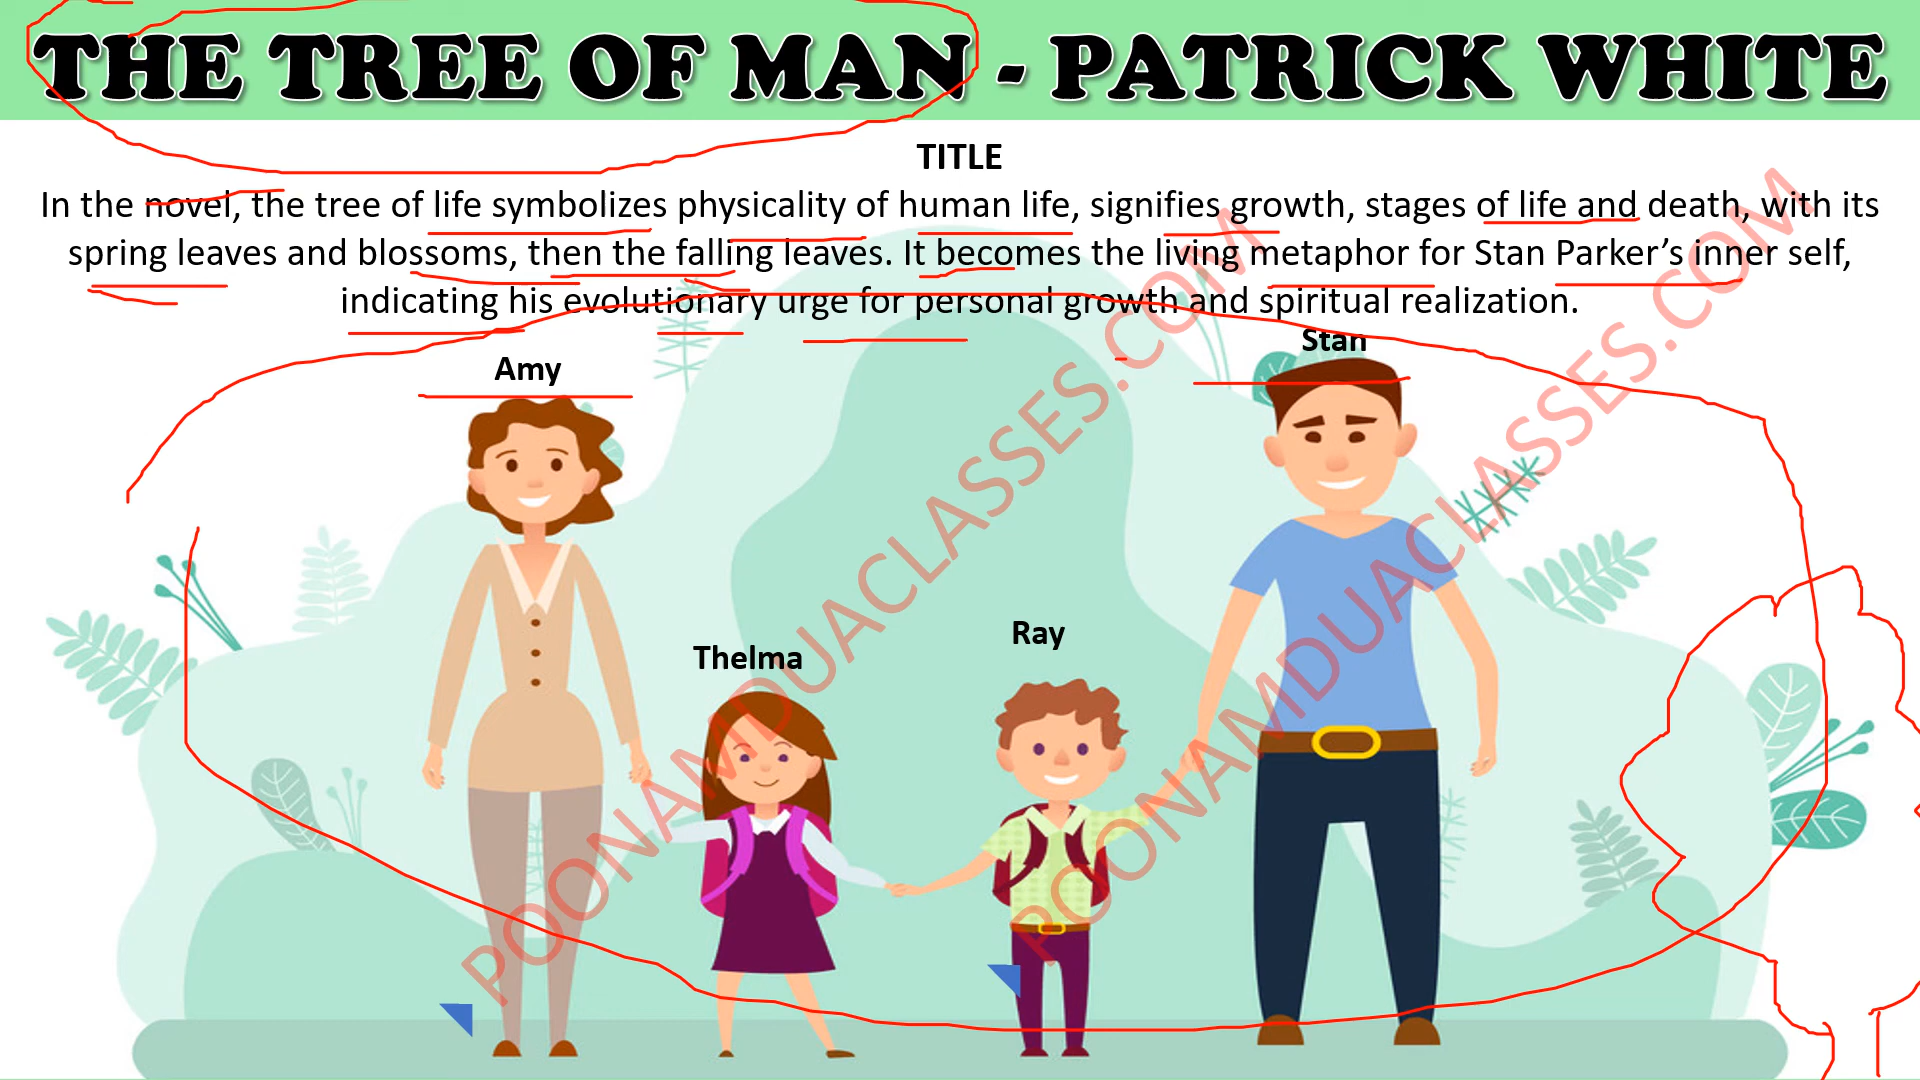 THE TREE OF MAN - PATRICK WHITE
TITLE
In the novel, the tree of life symbolizes physicality of human life, signifies growth, stages of life and death, with its
spring leaves and blossoms, then the falling leaves. It becomes the living metaphor for Stan Parker’s inner self,
indicating his evolutionary urge for personal growth and spiritual realization.
Stan
Amy
Ray
Thelma
POONAMDUACLASSES.COM
POONAMDUACLASSES.COM